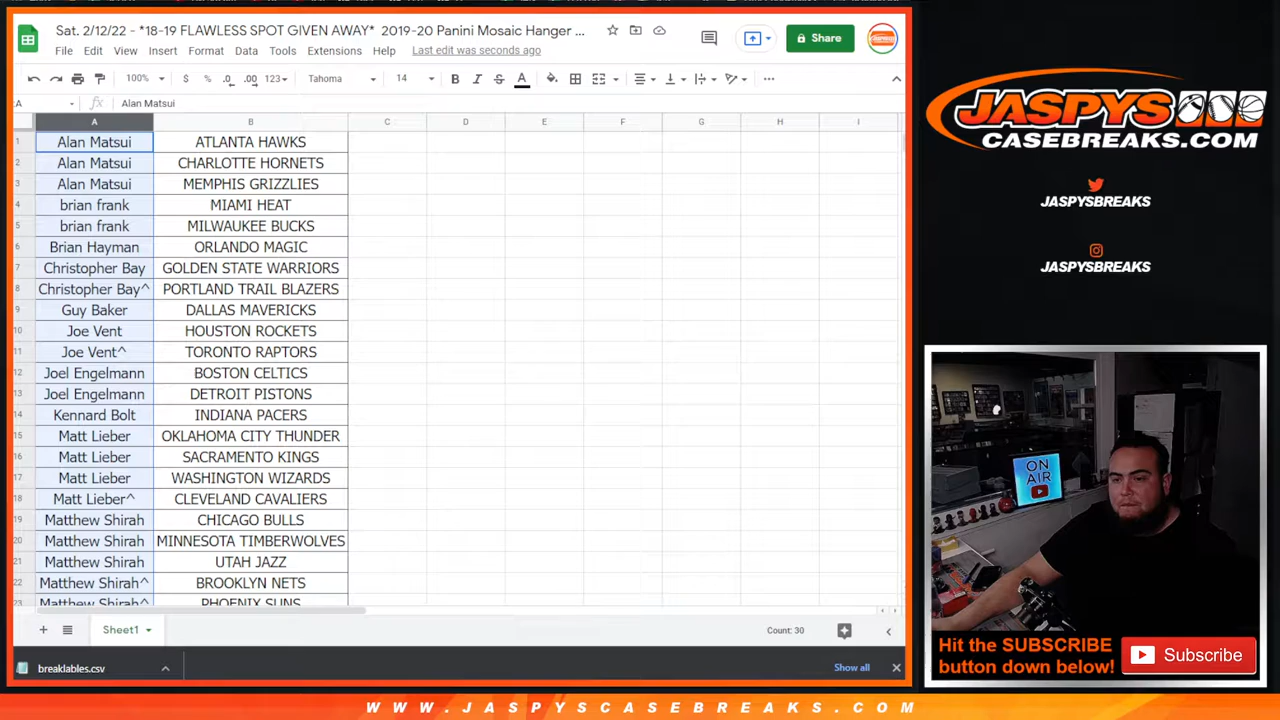 Sat. 2/12/22 - *18-19 FLAWLESS SPOT GIVEN AWAY* 2019-20 Panini Mosaic Hanger ...
Share
File Edit View Insert Format Data Tools Extensions Help Last edit was seconds ago
100% $ % .0 .00 123 Tahoma 14 B I S A
A fx Alan Matsui
A B C D E F G H I
1 Alan Matsui ATLANTA HAWKS
2 Alan Matsui CHARLOTTE HORNETS
3 Alan Matsui MEMPHIS GRIZZLIES
4 brian frank MIAMI HEAT
5 brian frank MILWAUKEE BUCKS
6 Brian Hayman ORLANDO MAGIC
7 Christopher Bay GOLDEN STATE WARRIORS
8 Christopher Bay^ PORTLAND TRAIL BLAZERS
9 Guy Baker DALLAS MAVERICKS
10 Joe Vent HOUSTON ROCKETS
11 Joe Vent^ TORONTO RAPTORS
12 Joel Engelmann BOSTON CELTICS
13 Joel Engelmann DETROIT PISTONS
14 Kennard Bolt INDIANA PACERS
15 Matt Lieber OKLAHOMA CITY THUNDER
16 Matt Lieber SACRAMENTO KINGS
17 Matt Lieber WASHINGTON WIZARDS
18 Matt Lieber^ CLEVELAND CAVALIERS
19 Matthew Shirah CHICAGO BULLS
20 Matthew Shirah MINNESOTA TIMBERWOLVES
21 Matthew Shirah UTAH JAZZ
22 Matthew Shirah^ BROOKLYN NETS
23 Matthew Shirah^ PHOENIX SUNS
Sheet1
Count: 30
breaklables.csv
Show all
JASPYS
CASEBREAKS.COM
JASPYSBREAKS
JASPYSBREAKS
ON
AIR
Hit the SUBSCRIBE
button down below!
Subscribe
WWW.JASPYSCASEBREAKS.COM